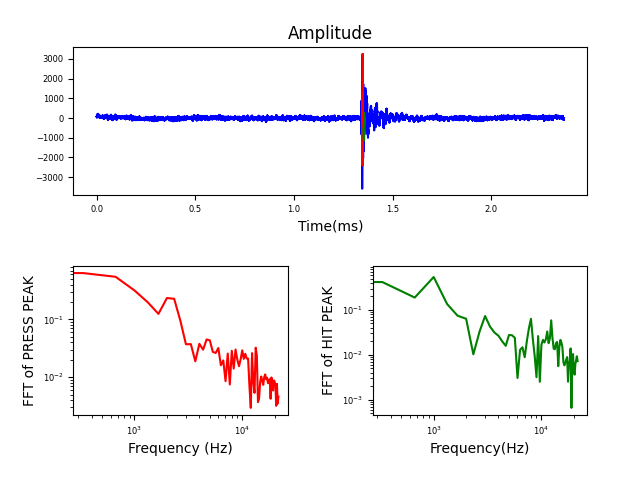 Amplitude
3000
2000
1000
0
−1000
−2000
−3000
0.0 0.5 1.0 1.5 2.0
Time(ms)
FFT of PRESS PEAK
10⁻¹
10⁻²
10³ 10⁴
Frequency (Hz)
FFT of HIT PEAK
10⁻¹
10⁻²
10⁻³
10³ 10⁴
Frequency(Hz)